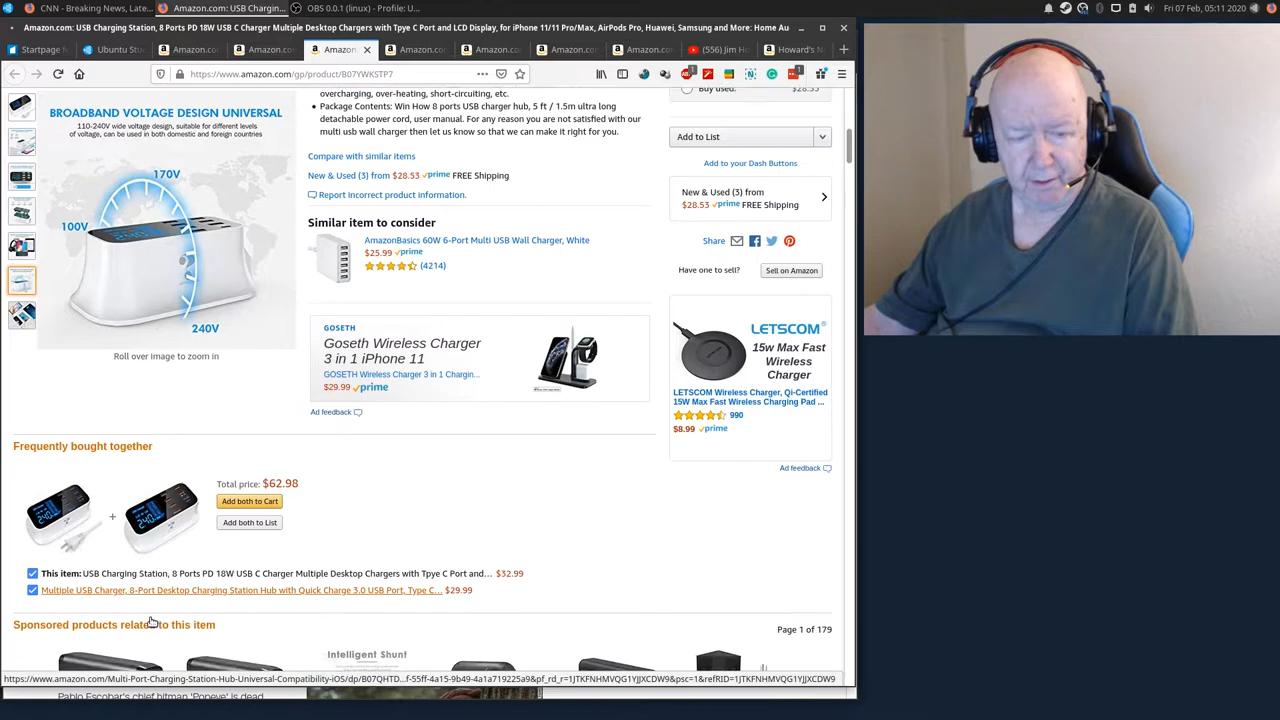 CNN - Breaking News, Late...
Amazon.com: USB Chargin...
OBS 0.0.1 (linux) - Profile: U...
Fri 07 Feb, 05:11 2020
Amazon.com: USB Charging Station, 8 Ports PD 18W USB C Charger Multiple Desktop Chargers with Tpye C Port and LCD Display, for iPhone 11/11 Pro/Max, AirPods Pro, Huawei, Samsung and More: Home Au
Startpage
Ubuntu Stu
Amazon.
Amazon.
Amazon
Amazon.
Amazon.
Amazon.
Amazon.
(556) Jim Ho
Howard's N
https://www.amazon.com/gp/product/B07YWKSTP7
overcharging, over-heating, short-circuiting, etc.
Package Contents: Win How 8 ports USB charger hub, 5 ft / 1.5m ultra long
detachable power cord, user manual. For any reason you are not satisfied with our
multi usb wall charger then let us know so that we can make it right for you.
Compare with similar items
New & Used (3) from $28.53 prime FREE Shipping
Report incorrect product information.
BROADBAND VOLTAGE DESIGN UNIVERSAL
110-240V wide voltage design, suitable for different levels
of voltage, can be used in both domestic and foreign countries
170V
100V
240V
Roll over image to zoom in
Similar item to consider
AmazonBasics 60W 6-Port Multi USB Wall Charger, White
$25.99 prime
(4214)
GOSETH
Goseth Wireless Charger
3 in 1 iPhone 11
GOSETH Wireless Charger 3 in 1 Chargin...
$29.99 prime
Ad feedback
Buy used: $28.53
Add to List
Add to your Dash Buttons
New & Used (3) from
$28.53 prime FREE Shipping
Share
Have one to sell?
Sell on Amazon
LETSCOM
15w Max Fast
Wireless
Charger
LETSCOM Wireless Charger, Qi-Certified
15W Max Fast Wireless Charging Pad ...
990
$8.99 prime
Ad feedback
Frequently bought together
240
+
240
Total price: $62.98
Add both to Cart
Add both to List
This item: USB Charging Station, 8 Ports PD 18W USB C Charger Multiple Desktop Chargers with Tpye C Port and... $32.99
Multiple USB Charger, 8-Port Desktop Charging Station Hub with Quick Charge 3.0 USB Port, Type C... $29.99
Sponsored products related to this item
Page 1 of 179
Intelligent Shunt
https://www.amazon.com/Multi-Port-Charging-Station-Hub-Universal-Compatibility-iOS/dp/B07QHTD...f-55ff-4a15-9b49-4a1a719225a9&pf_rd_r=1JTKFNHMVQG1YJJXCDW9&psc=1&refRID=1JTKFNHMVQG1YJJXCDW9
Pablo Escobar's chief hitman 'Popeye' is dead